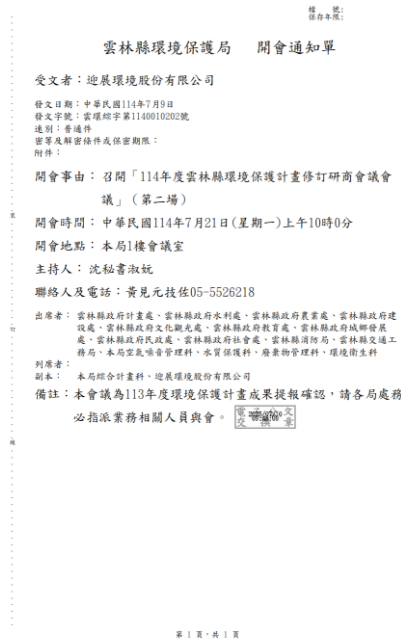 檔　號:
保存年限:
雲林縣環境保護局　開會通知單
受文者：迎展環境股份有限公司
發文日期：中華民國114年7月9日
發文字號：雲環綜字第1140010202號
速別：普通件
密等及解密條件或保密期限：
附件：
開會事由：召開「114年度雲林縣環境保護計畫修訂研商會議會
議」（第二場）
開會時間：中華民國114年7月21日(星期一)上午10時0分
開會地點：本局1樓會議室
主持人：沈秘書淑妧
聯絡人及電話：黃見元技佐05-5526218
出席者：雲林縣政府計畫處、雲林縣政府水利處、雲林縣政府農業處、雲林縣政府建
設處、雲林縣政府文化觀光處、雲林縣政府教育處、雲林縣政府城鄉發展
處、雲林縣政府民政處、雲林縣政府社會處、雲林縣消防局、雲林縣交通工
務局、本局空氣噪音管理科、水質保護科、廢棄物管理科、環境衛生科
列席者：
副本：本局綜合計畫科、迎展環境股份有限公司
備註：本會議為113年度環境保護計畫成果提報確認，請各局處務
必指派業務相關人員與會。
電子公文
交換章
裝
訂
線
第 1 頁，共 1 頁